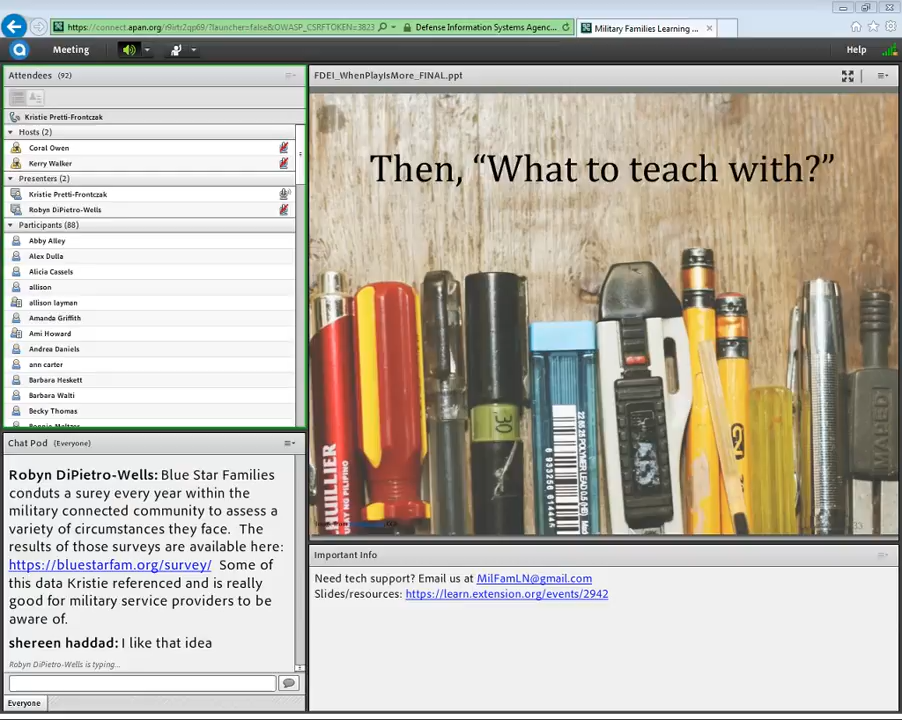 https://connect.apan.org/r9irtz2qp69/?launcher=false&OWASP_CSRFTOKEN=3823
Defense Information Systems Agenc...
Military Families Learning ...
Meeting
Help
Attendees (92)
Kristie Pretti-Frontczak
Hosts (2)
Coral Owen
Kerry Walker
Presenters (2)
Kristie Pretti-Frontczak
Robyn DiPietro-Wells
Participants (88)
Abby Alley
Alex Dulla
Alicia Cassels
allison
allison layman
Amanda Griffith
Ami Howard
Andrea Daniels
ann carter
Barbara Heskett
Barbara Walti
Becky Thomas
Bonnie Meltzer
Chat Pod (Everyone)
Robyn DiPietro-Wells: Blue Star Families
conduts a surey every year within the
military connected community to assess a
variety of circumstances they face. The
results of those surveys are available here:
https://bluestarfam.org/survey/ Some of
this data Kristie referenced and is really
good for military service providers to be
aware of.
shereen haddad: I like that idea
Robyn DiPietro-Wells is typing...
Everyone
FDEI_WhenPlayIsMore_FINAL.ppt
Then, “What to teach with?”
30
MAPED
33
Important Info
Need tech support? Email us at MilFamLN@gmail.com
Slides/resources: https://learn.extension.org/events/2942